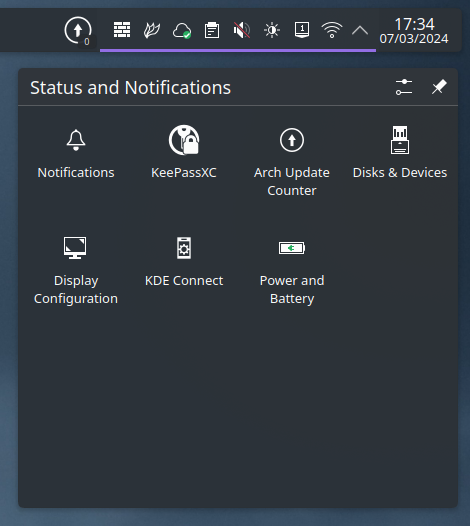 0
1
17:34
07/03/2024
Status and Notifications
Notifications
KeePassXC
Arch Update
Counter
Disks & Devices
Display
Configuration
KDE Connect
Power and
Battery